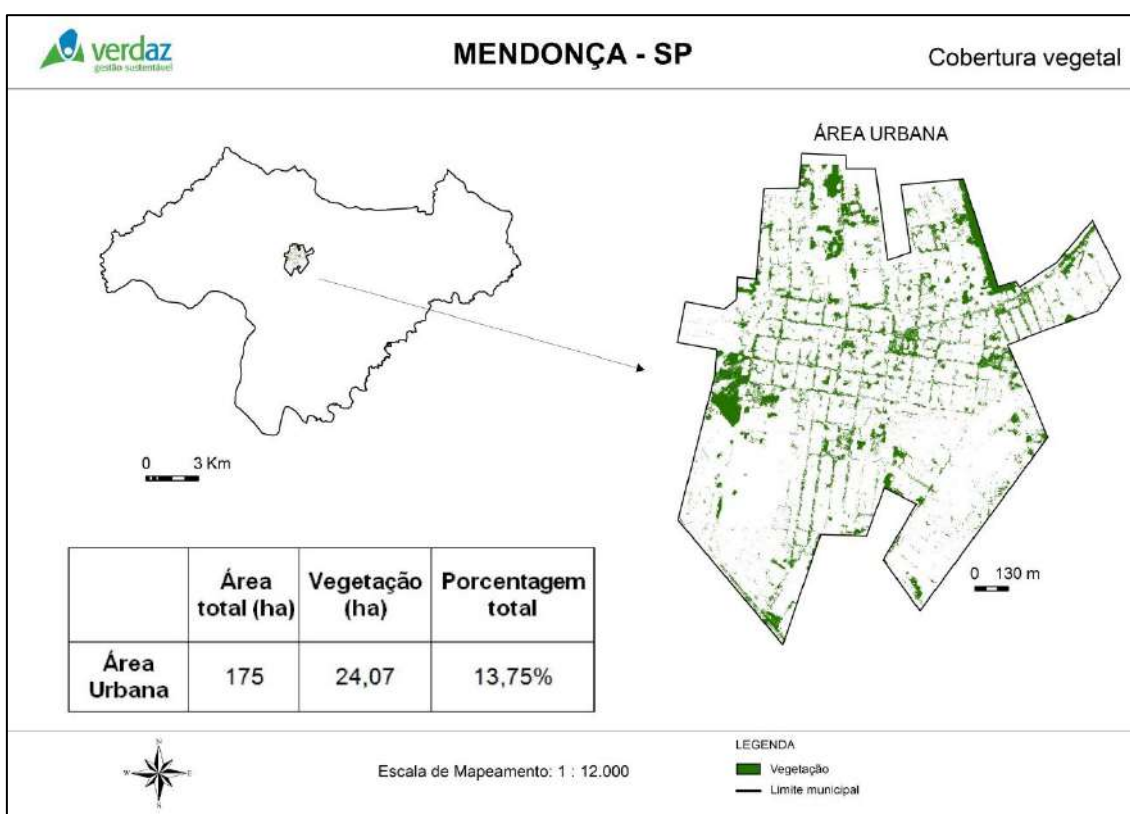 verdaz
gestão sustentável
MENDONÇA - SP
Cobertura vegetal
ÁREA URBANA
0 3 Km
0 130 m
Área total (ha)
Vegetação (ha)
Porcentagem total
Área Urbana
175
24,07
13,75%
N
W
E
S
Escala de Mapeamento: 1 : 12.000
LEGENDA
Vegetação
Limite municipal